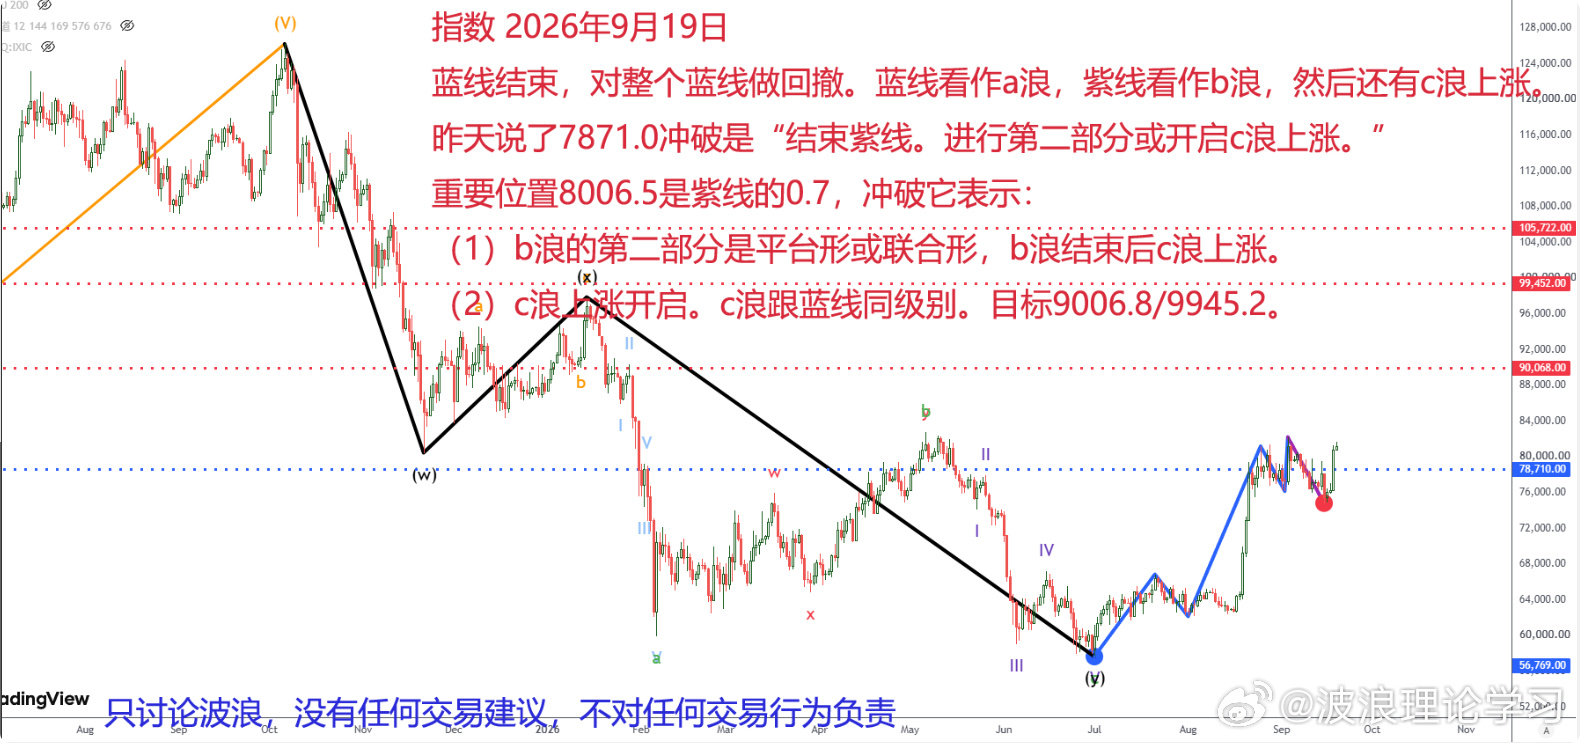 200
道 12 144 169 576 676
Q:IXIC
(V)
指数 2026年9月19日
蓝线结束，对整个蓝线做回撤。蓝线看作a浪，紫线看作b浪，然后还有c浪上涨。
昨天说了7871.0冲破是“结束紫线。进行第二部分或开启c浪上涨。”
重要位置8006.5是紫线的0.7，冲破它表示：
（1）b浪的第二部分是平台形或联合形，b浪结束后c浪上涨。
（2）c浪上涨开启。c浪跟蓝线同级别。目标9006.8/9945.2。
128,000.00
124,000.00
120,000.00
116,000.00
112,000.00
108,000.00
105,722.00
104,000.00
99,452.00
96,000.00
92,000.00
90,068.00
88,000.00
84,000.00
80,000.00
78,710.00
76,000.00
72,000.00
68,000.00
64,000.00
60,000.00
56,769.00
52,000.00
(x)
a
b
II
I
V
III
a
(w)
w
x
b
II
I
IV
III
(y)
adingView
只讨论波浪，没有任何交易建议，不对任何交易行为负责
@波浪理论学习
Aug Sep Oct Nov Dec 2026 Feb Mar Apr May Jun Jul Aug Sep Oct Nov
A